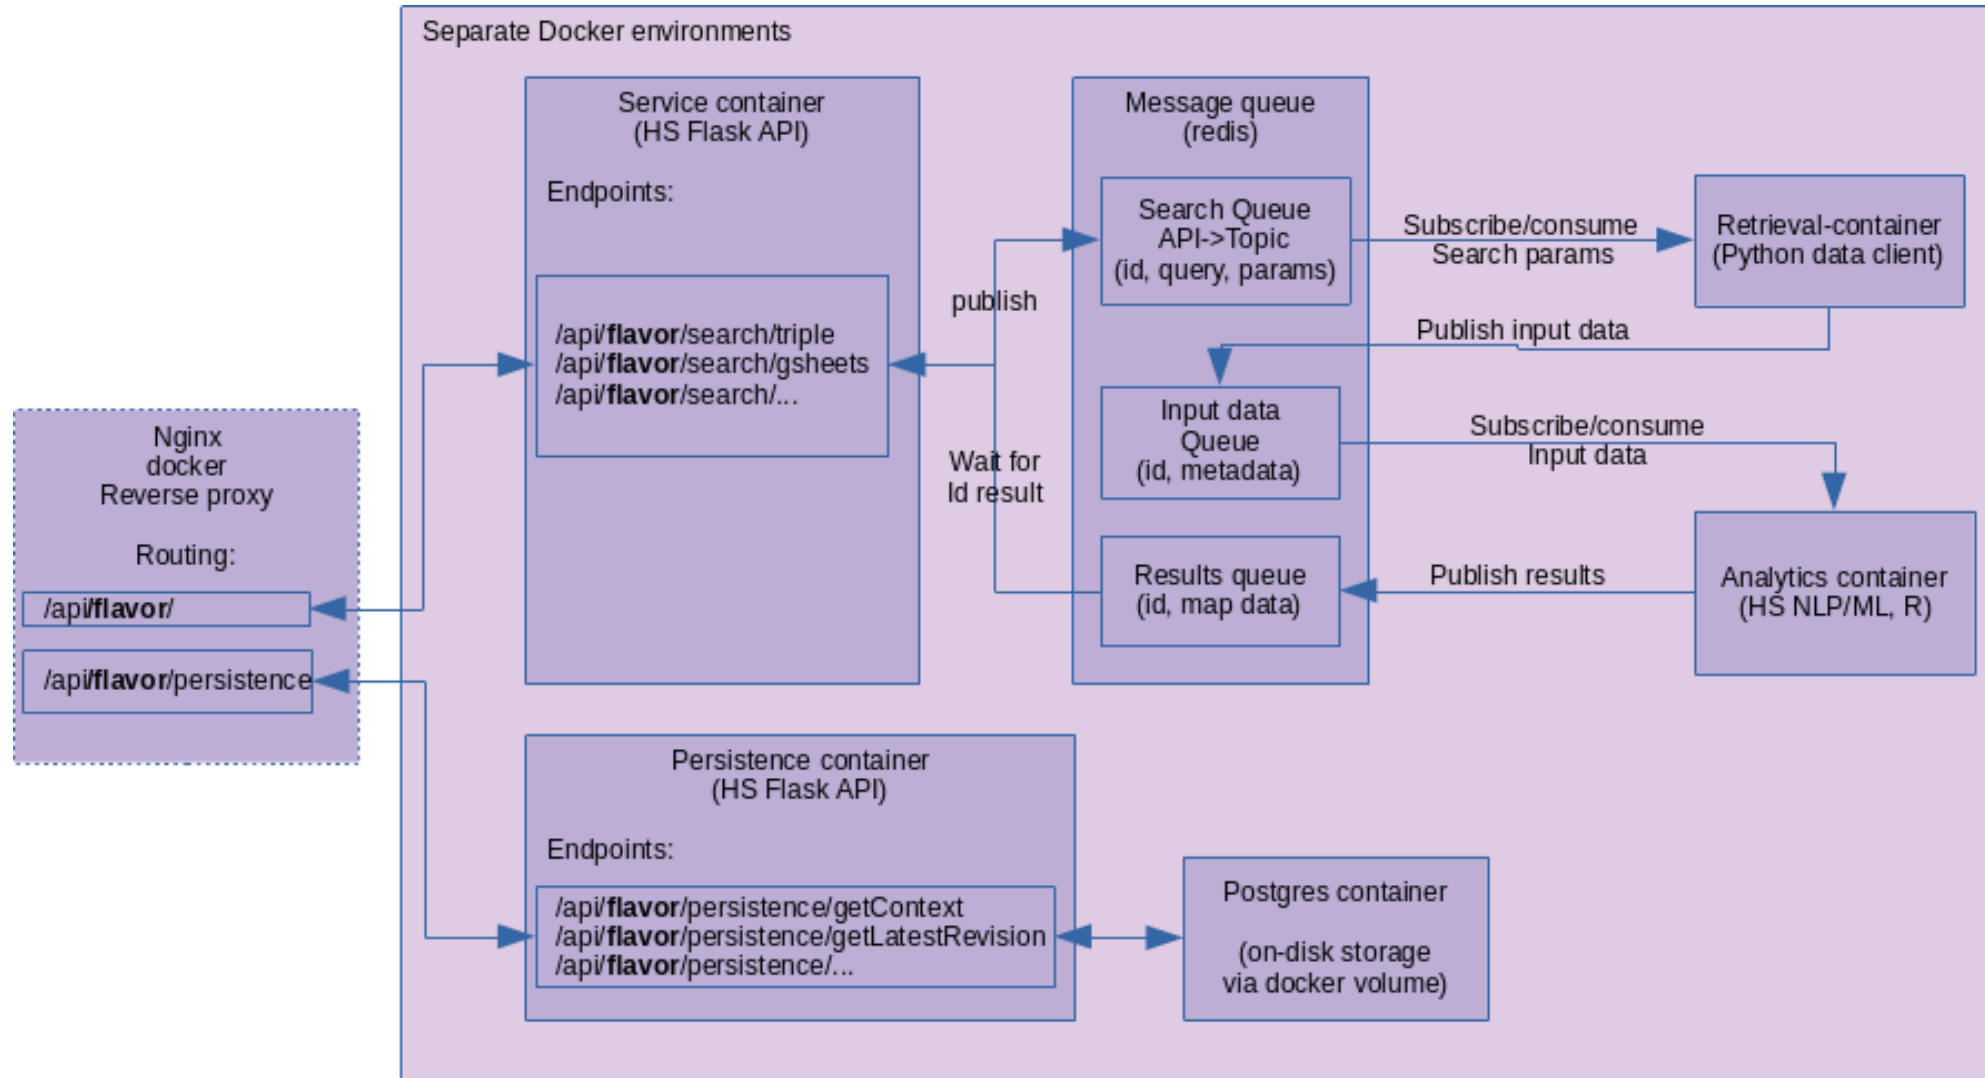 Separate Docker environments
Service container
(HS Flask API)
Endpoints:
/api/flavor/search/triple
/api/flavor/search/gsheets
/api/flavor/search/...
publish
Wait for
Id result
Message queue
(redis)
Search Queue
API->Topic
(id, query, params)
Subscribe/consume
Search params
Retrieval-container
(Python data client)
Publish input data
Input data
Queue
(id, metadata)
Subscribe/consume
Input data
Results queue
(id, map data)
Publish results
Analytics container
(HS NLP/ML, R)
Nginx
docker
Reverse proxy
Routing:
/api/flavor/
/api/flavor/persistence
Persistence container
(HS Flask API)
Endpoints:
/api/flavor/persistence/getContext
/api/flavor/persistence/getLatestRevision
/api/flavor/persistence/...
Postgres container
(on-disk storage
via docker volume)